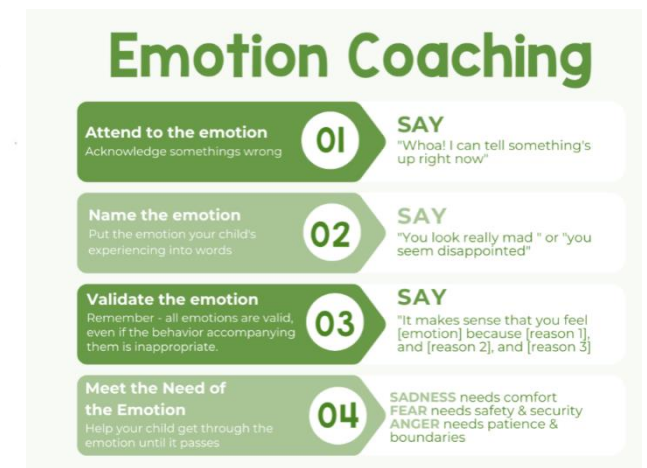 Emotion Coaching
Attend to the emotion
Acknowledge somethings wrong
01
SAY
"Whoa! I can tell something's
up right now"
Name the emotion
Put the emotion your child's
experiencing into words
02
SAY
"You look really mad " or "you
seem disappointed"
Validate the emotion
Remember - all emotions are valid,
even if the behavior accompanying
them is inappropriate.
03
SAY
"It makes sense that you feel
[emotion] because [reason 1],
and [reason 2], and [reason 3]
Meet the Need of
the Emotion
Help your child get through the
emotion until it passes
04
SADNESS needs comfort
FEAR needs safety & security
ANGER needs patience &
boundaries